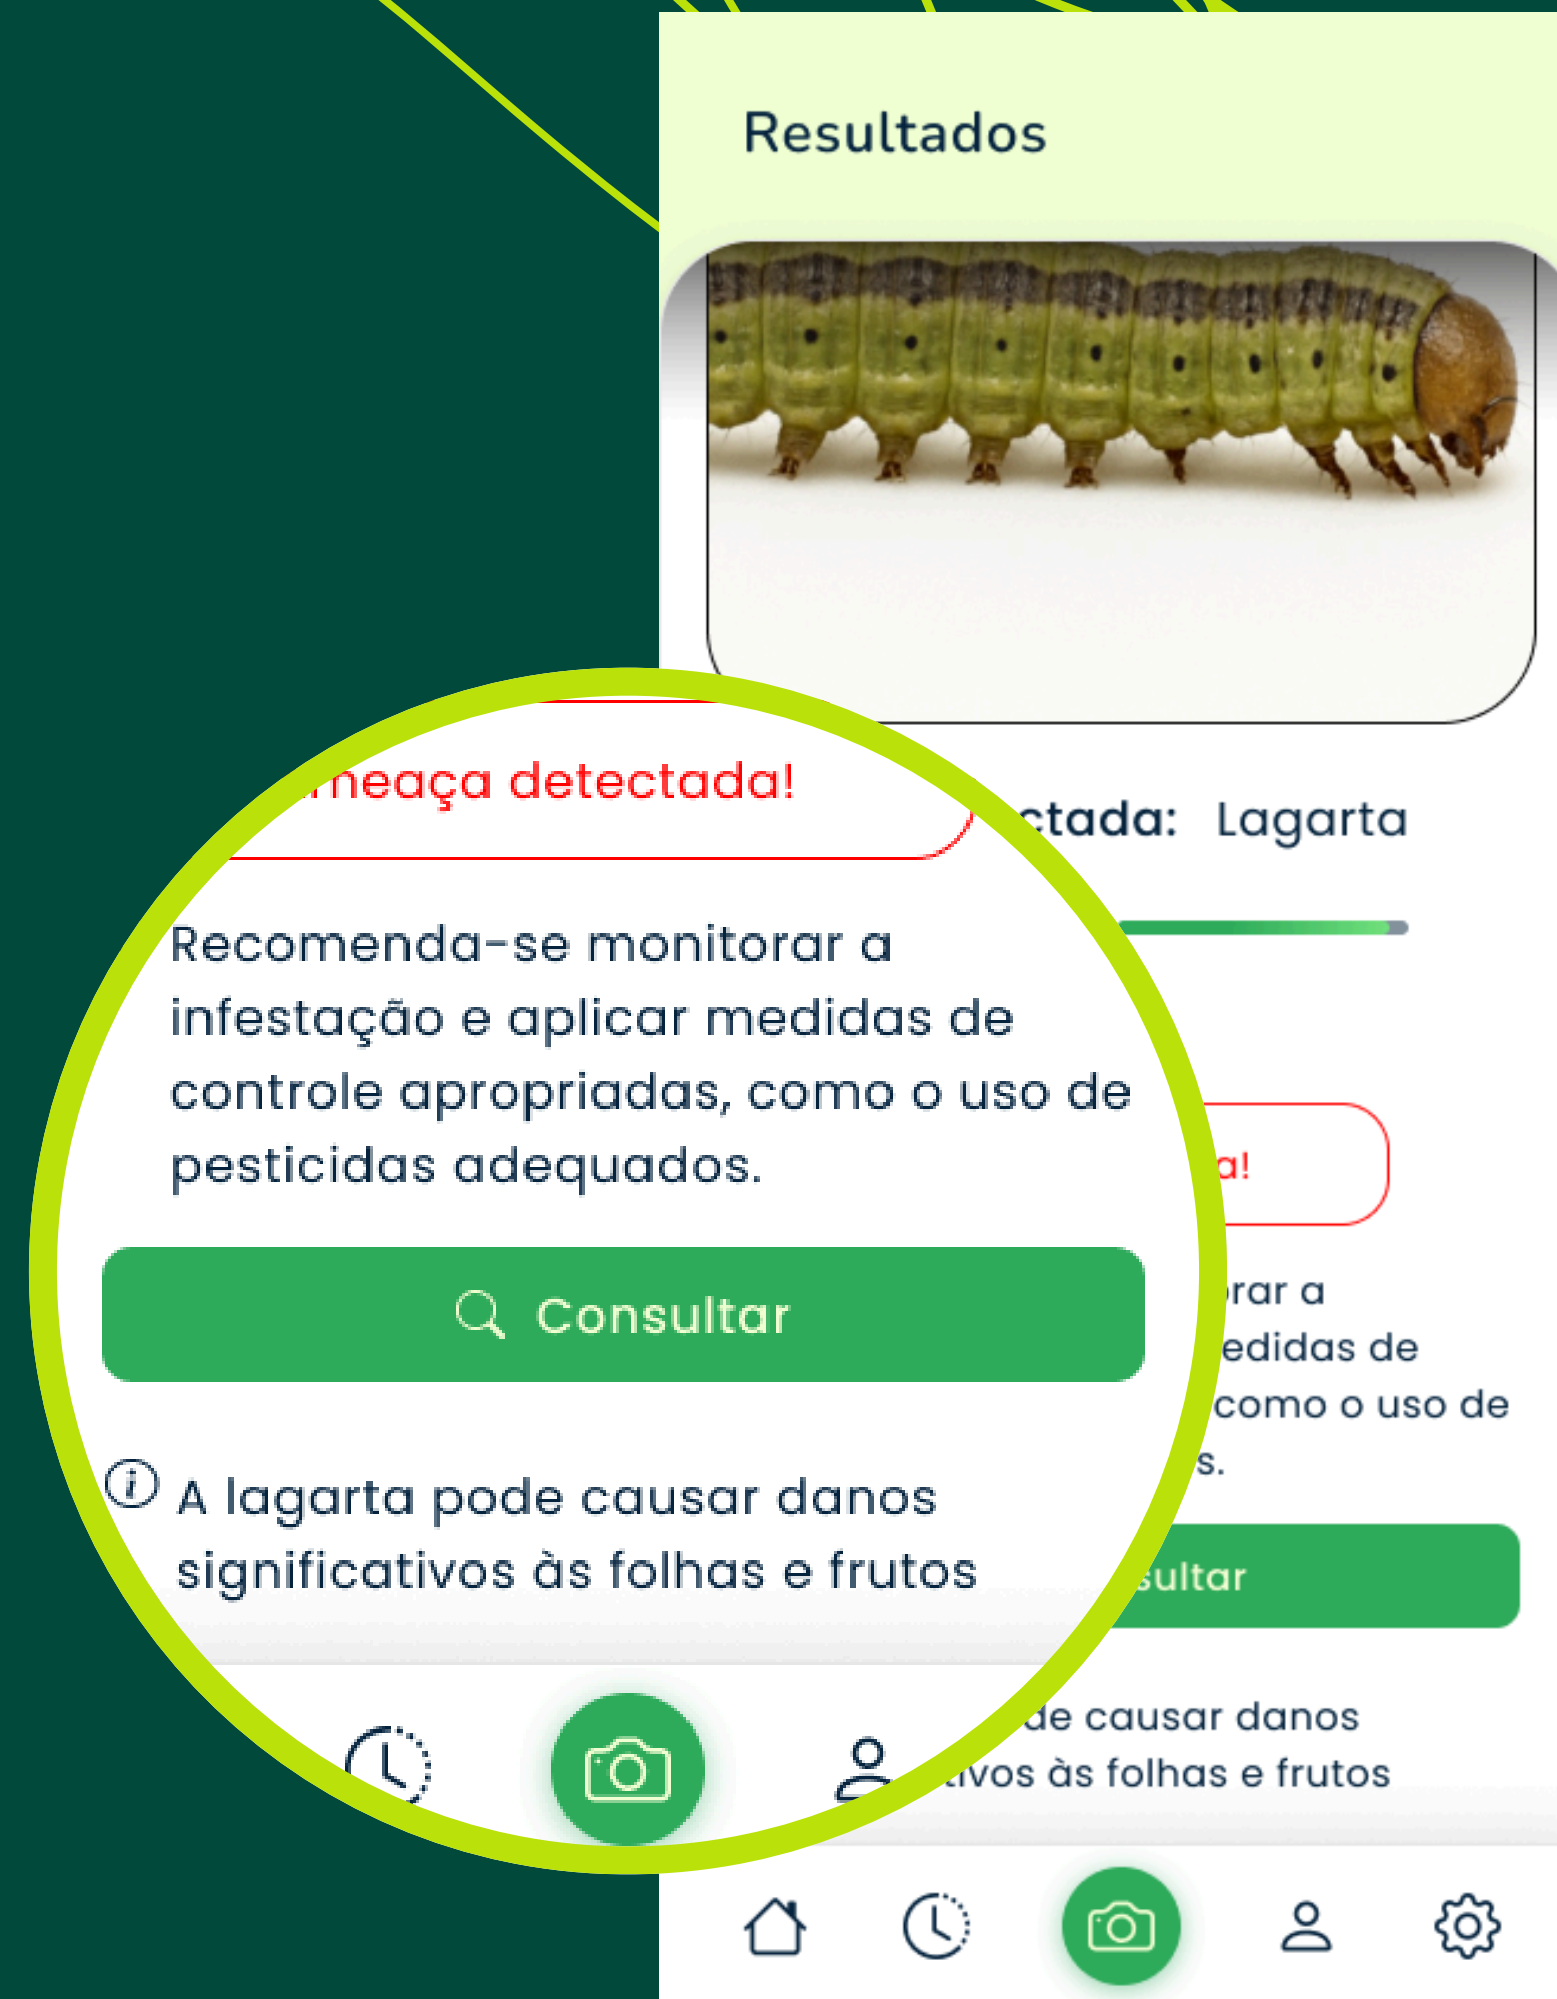 Resultados
ctada: Lagarta
meaça detectada!
Recomenda-se monitorar a
infestação e aplicar medidas de
controle apropriadas, como o uso de
pesticidas adequados.
Consultar
A lagarta pode causar danos
significativos às folhas e frutos
a!
rar a
edidas de
como o uso de
s.
sultar
de causar danos
tivos às folhas e frutos